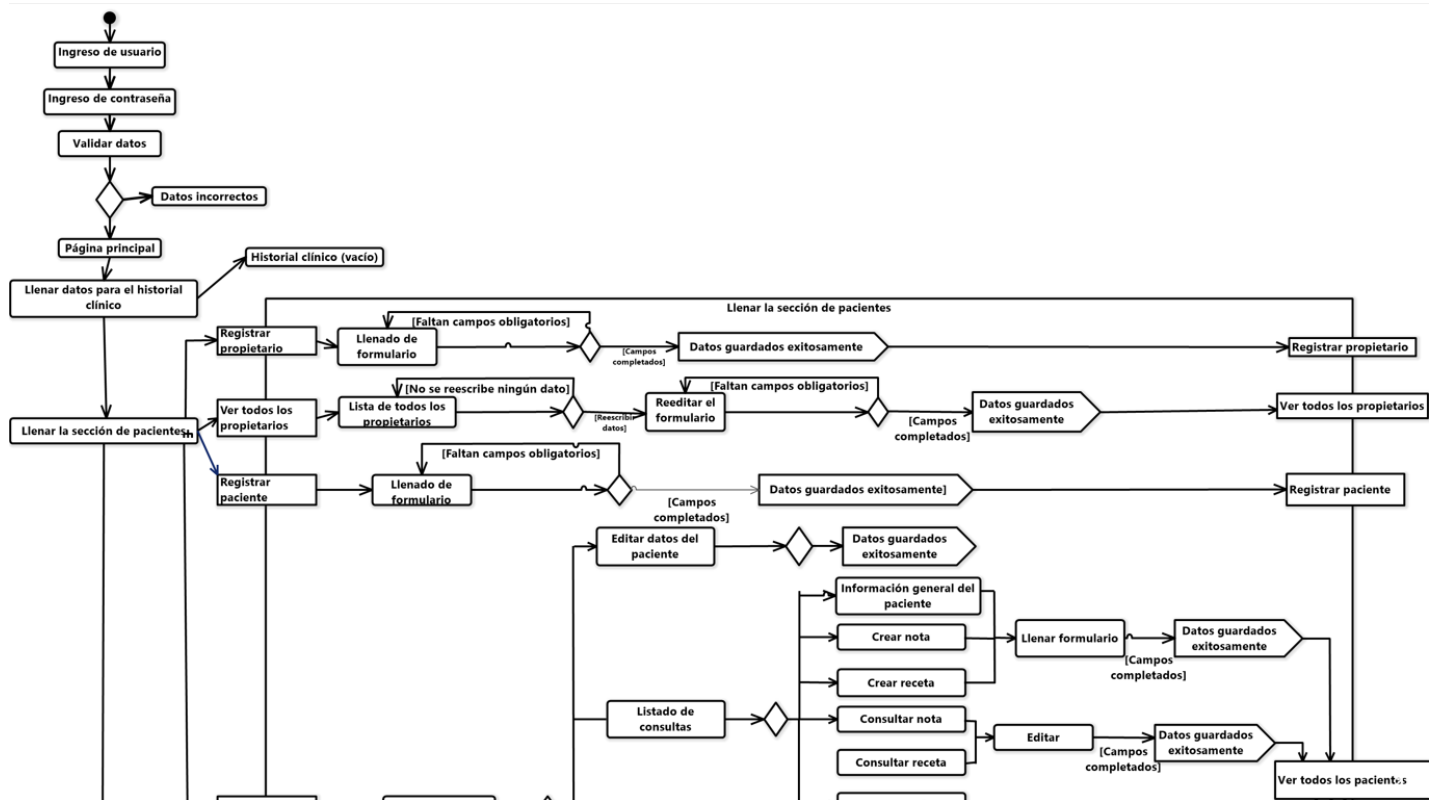 Ingreso de usuario
Ingreso de contraseña
Validar datos
Datos incorrectos
Página principal
Historial clínico (vacío)
Llenar datos para el historial
clínico
Llenar la sección de pacientes
Llenar la sección de pacientes
Registrar
propietario
Llenado de
formulario
[Faltan campos obligatorios]
[Campos
completados]
Datos guardados exitosamente
Registrar propietario
Ver todos los
propietarios
Lista de todos los
propietarios
[No se reescribe ningún dato]
[Reescribir
datos]
Reeditar el
formulario
[Faltan campos obligatorios]
[Campos
completados]
Datos guardados
exitosamente
Ver todos los propietarios
Registrar
paciente
Llenado de
formulario
[Faltan campos obligatorios]
[Campos
completados]
Datos guardados exitosamente]
Registrar paciente
Editar datos del
paciente
Datos guardados
exitosamente
Información general del
paciente
Crear nota
Crear receta
Llenar formulario
[Campos
completados]
Datos guardados
exitosamente
Listado de
consultas
Consultar nota
Consultar receta
Editar
[Campos
completados]
Datos guardados
exitosamente
Ver todos los pacientes